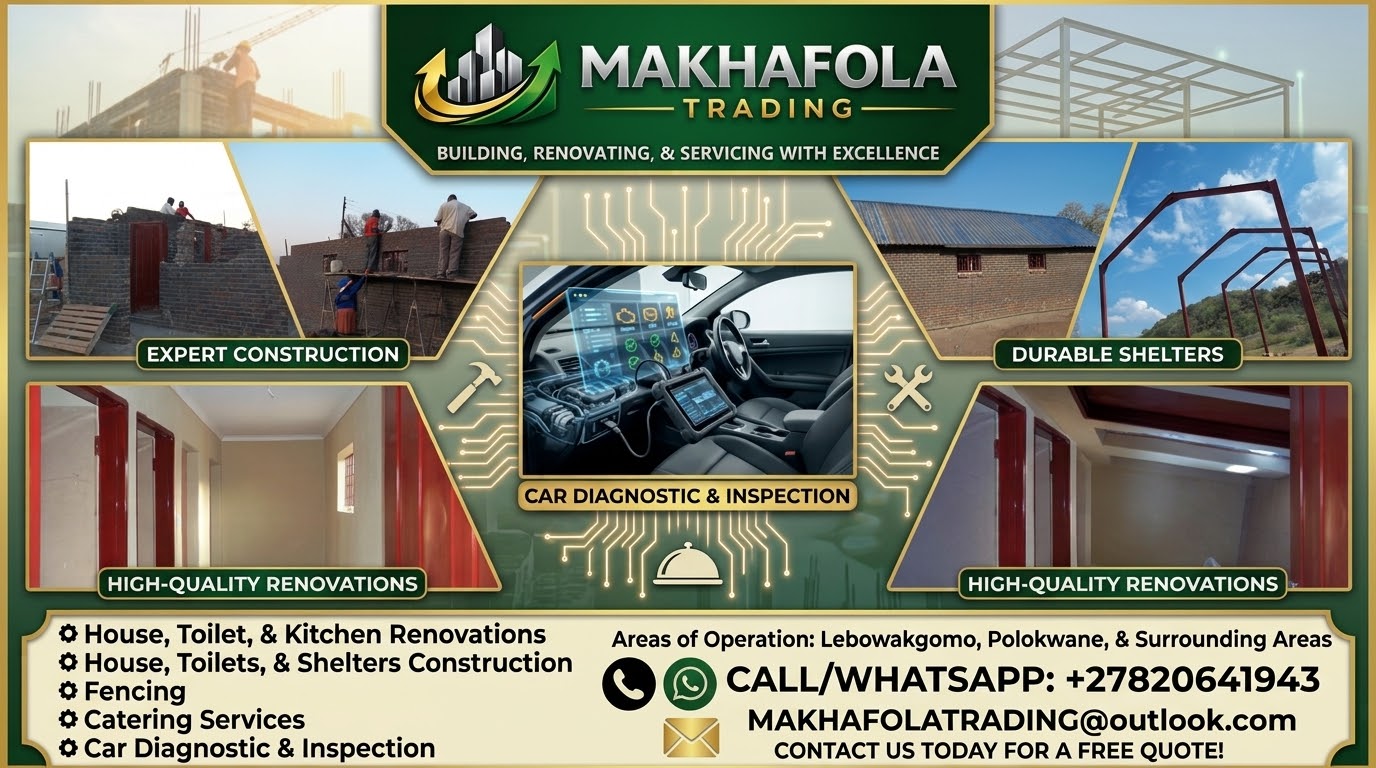 MAKHAFOLA
TRADING
BUILDING, RENOVATING, & SERVICING WITH EXCELLENCE
EXPERT CONSTRUCTION
DURABLE SHELTERS
CAR DIAGNOSTIC & INSPECTION
HIGH-QUALITY RENOVATIONS
HIGH-QUALITY RENOVATIONS
House, Toilet, & Kitchen Renovations
House, Toilets, & Shelters Construction
Fencing
Catering Services
Car Diagnostic & Inspection
Areas of Operation: Lebowakgomo, Polokwane, & Surrounding Areas
CALL/WHATSAPP: +27820641943
MAKHAFOLATRADING@outlook.com
CONTACT US TODAY FOR A FREE QUOTE!